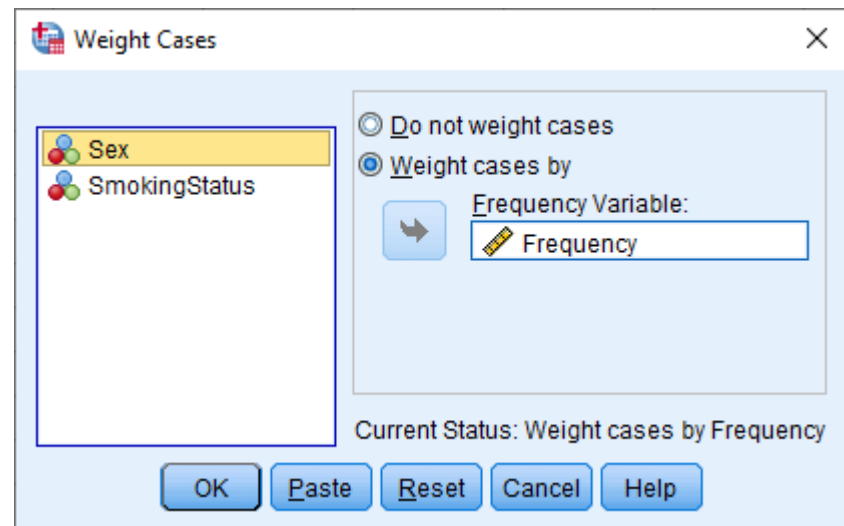 Weight Cases
Sex
SmokingStatus
Do not weight cases
Weight cases by
Frequency Variable:
Frequency
Current Status: Weight cases by Frequency
OK Paste Reset Cancel Help